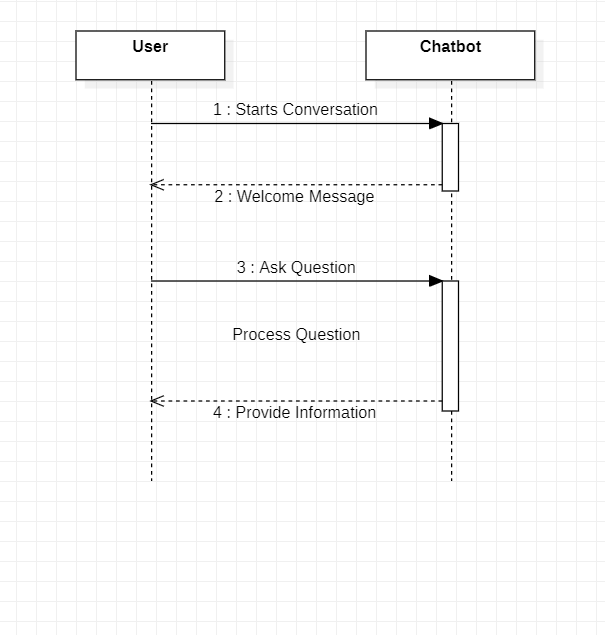 User
Chatbot
1 : Starts Conversation
2 : Welcome Message
3 : Ask Question
Process Question
4 : Provide Information